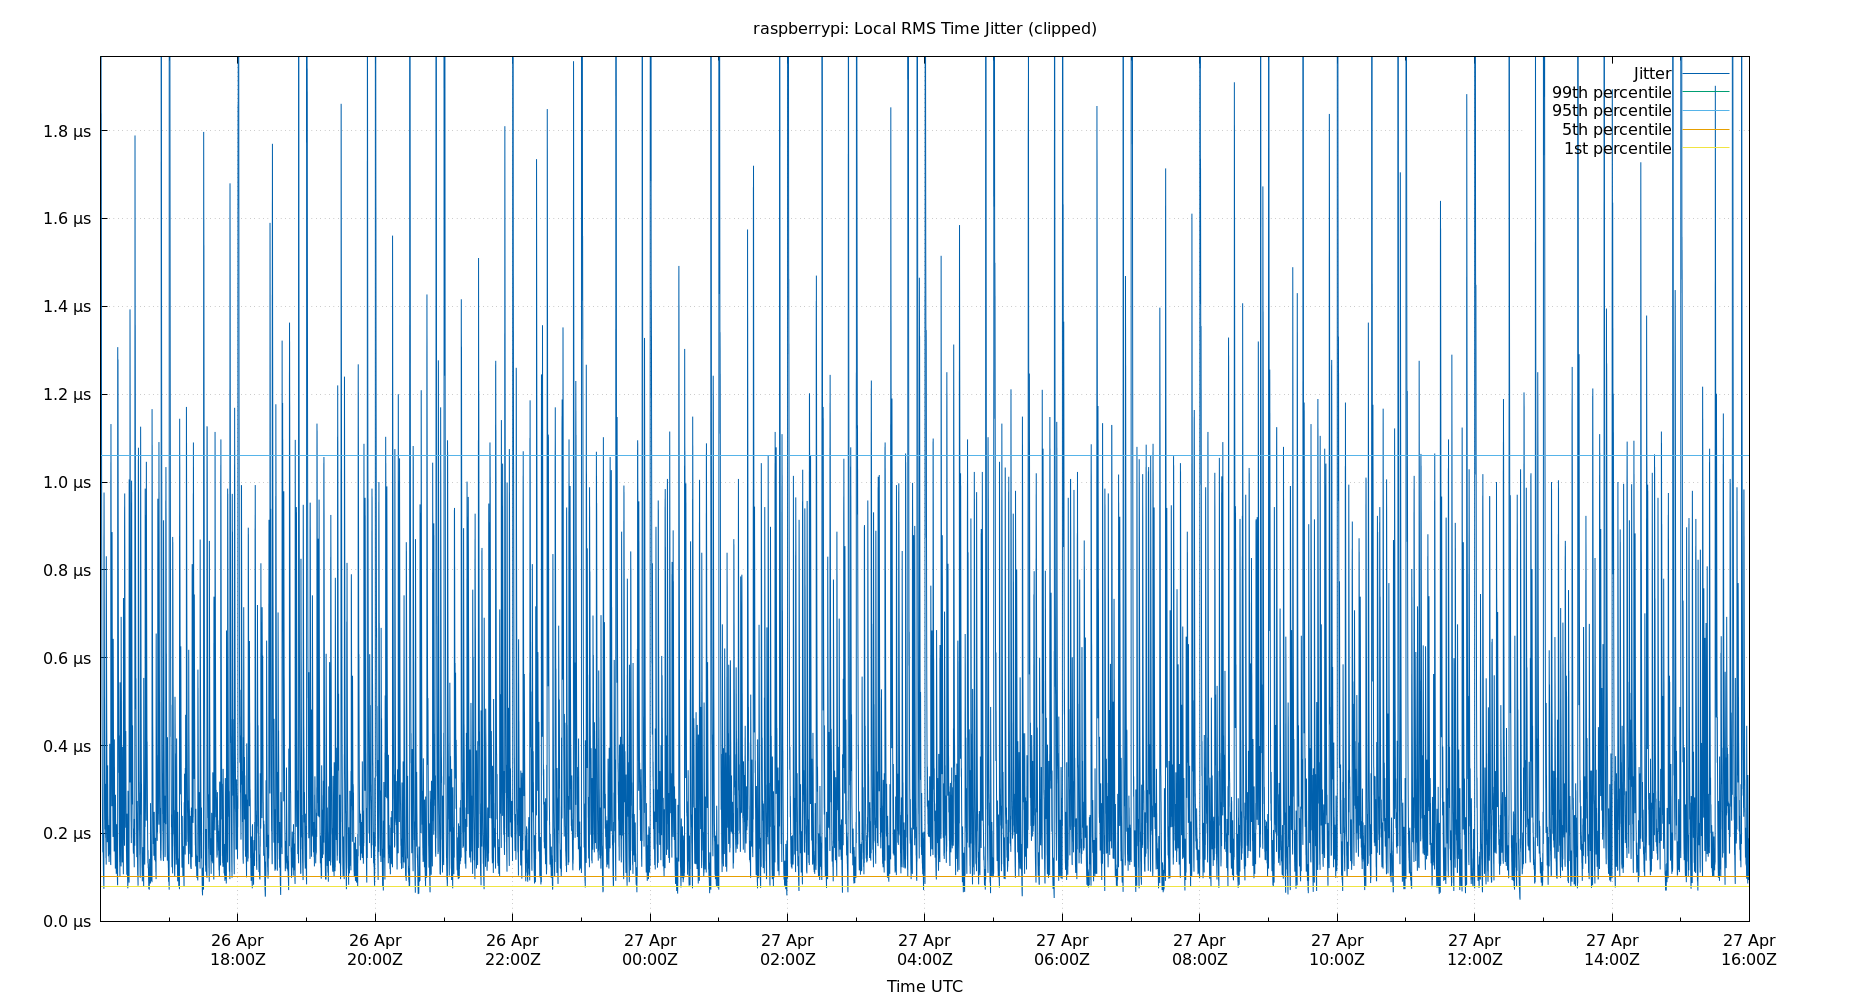 raspberrypi: Local RMS Time Jitter (clipped)
Jitter
99th percentile
95th percentile
5th percentile
1st percentile
1.8 µs
1.6 µs
1.4 µs
1.2 µs
1.0 µs
0.8 µs
0.6 µs
0.4 µs
0.2 µs
0.0 µs
26 Apr 26 Apr 26 Apr 27 Apr 27 Apr 27 Apr 27 Apr 27 Apr 27 Apr 27 Apr 27 Apr 27 Apr
18:00Z 20:00Z 22:00Z 00:00Z 02:00Z 04:00Z 06:00Z 08:00Z 10:00Z 12:00Z 14:00Z 16:00Z
Time UTC